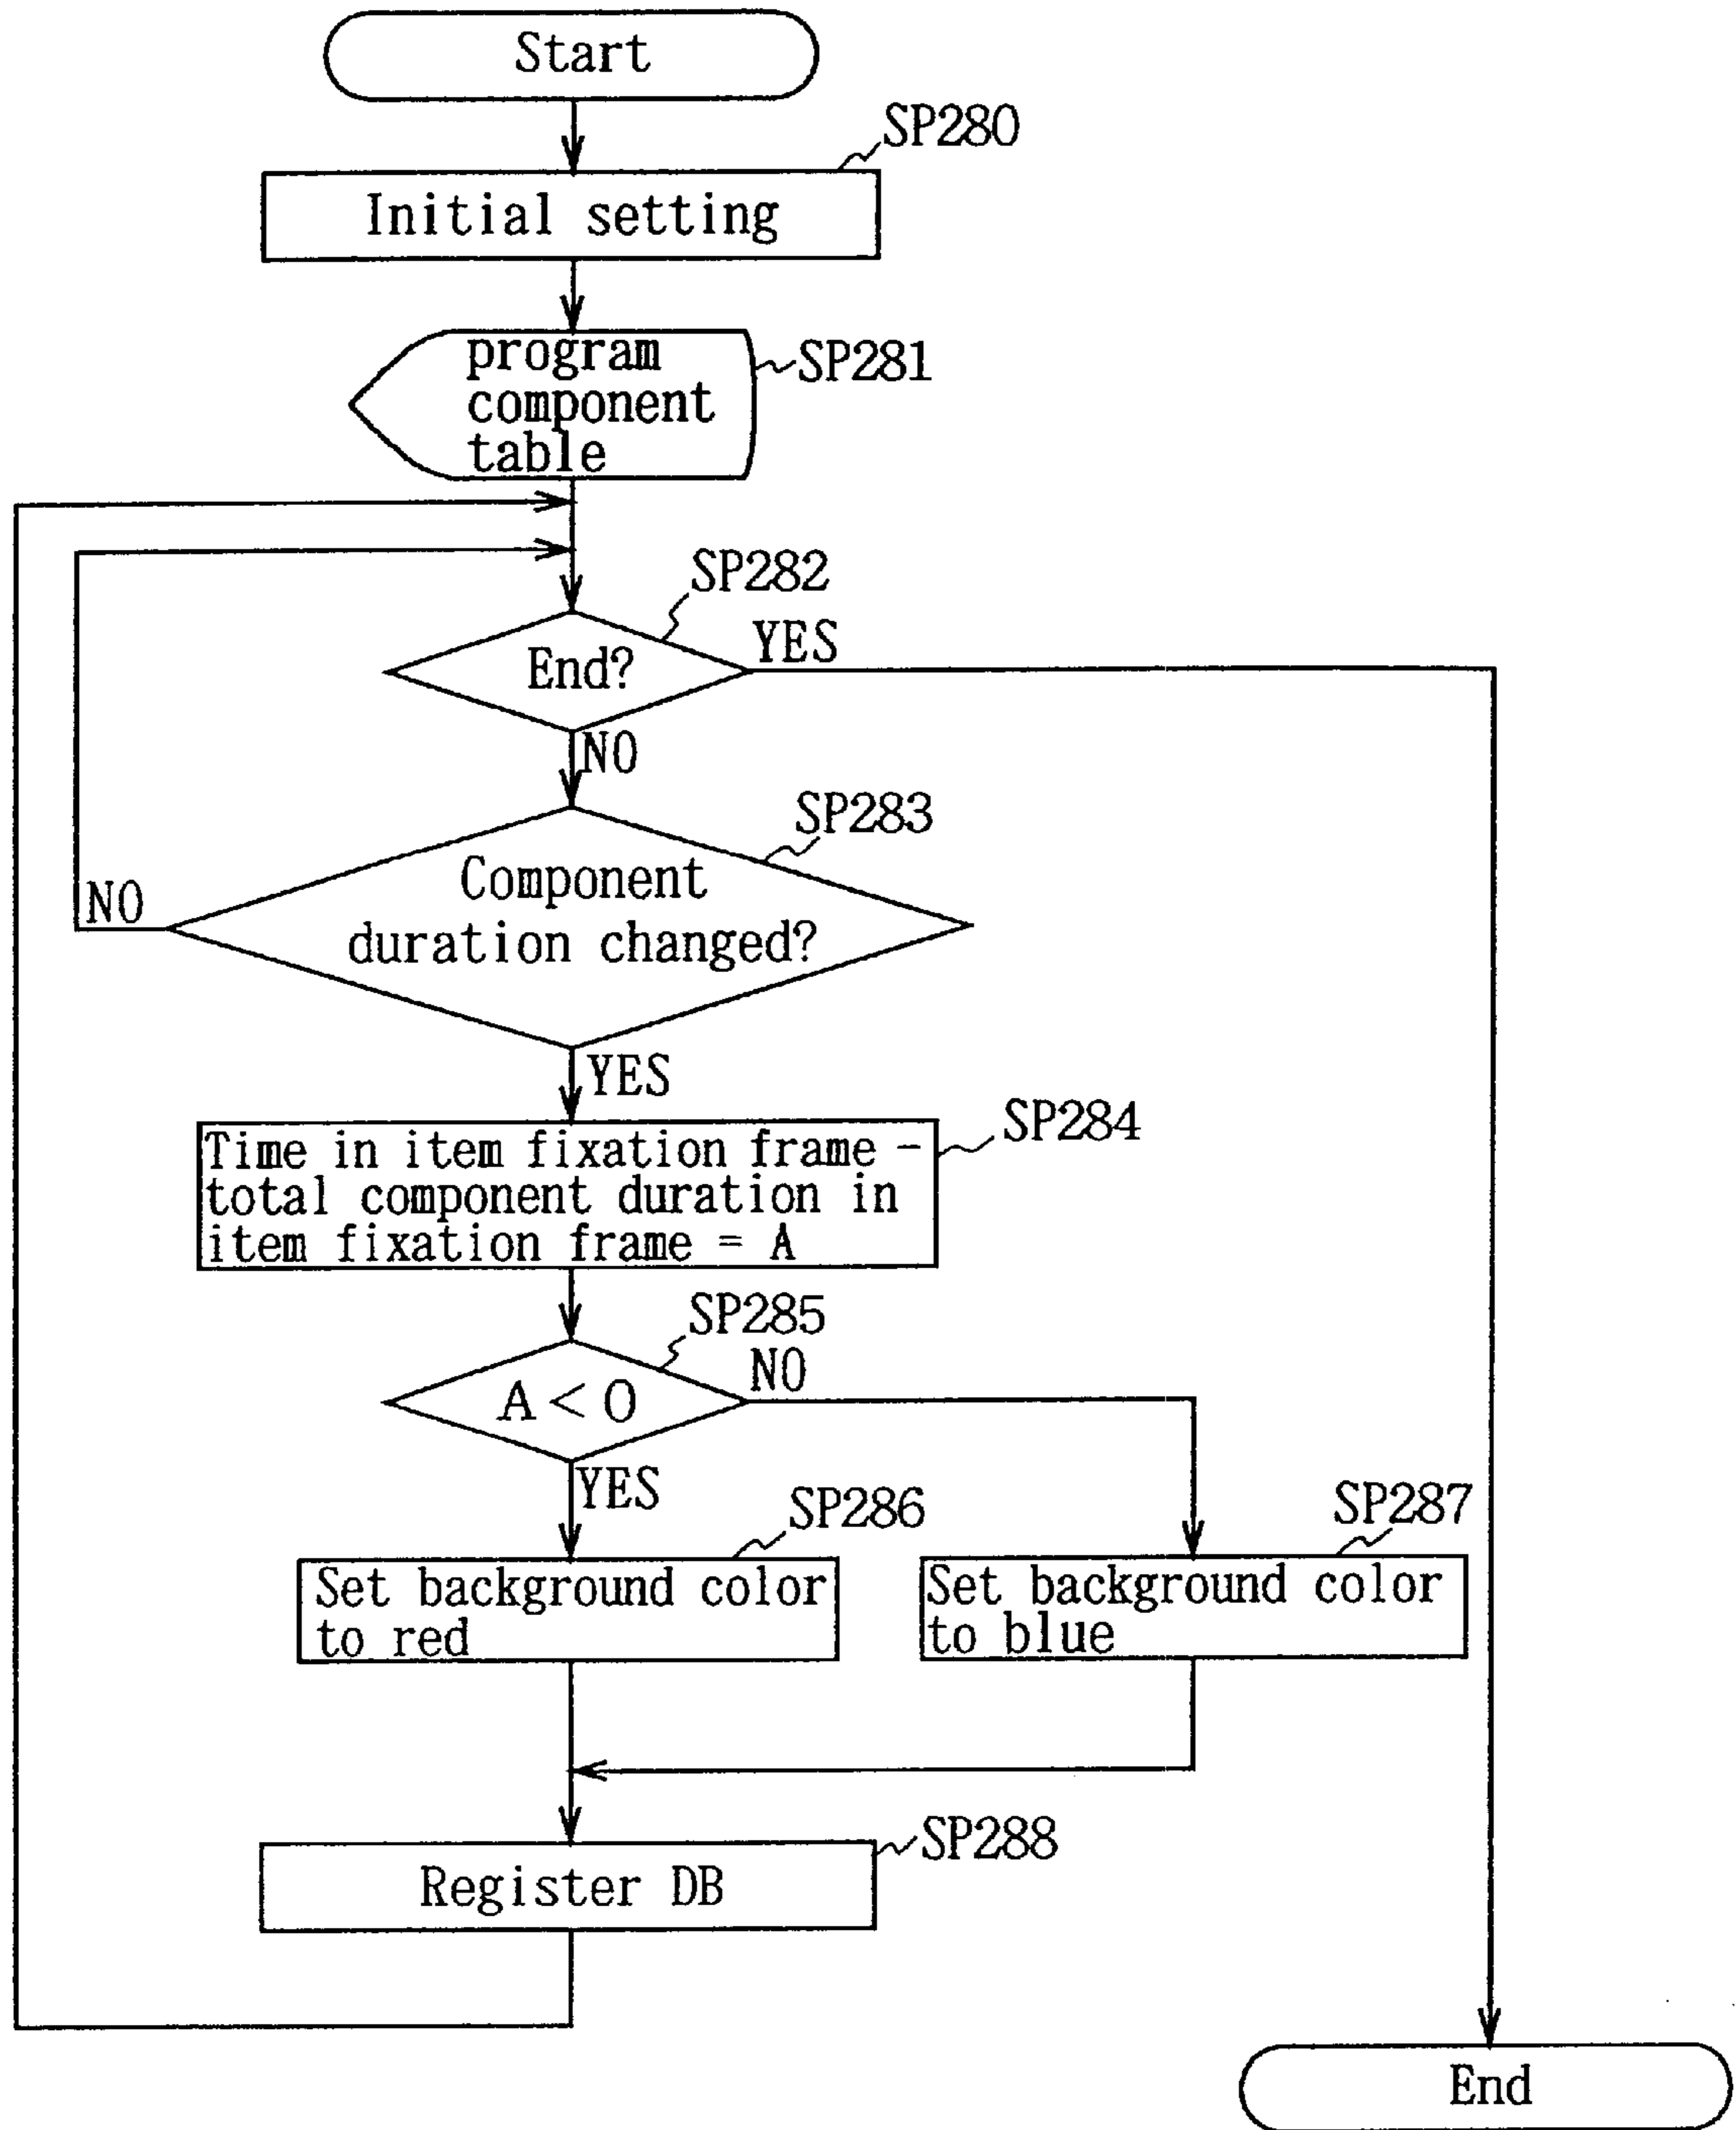 Start
SP280
Initial setting
program
component
table
SP281
SP282
End?
YES
NO
SP283
Component
duration changed?
NO
YES
SP284
Time in item fixation frame -
total component duration in
item fixation frame = A
SP285
A < 0
NO
YES
SP286
Set background color
to red
SP287
Set background color
to blue
SP288
Register DB
End